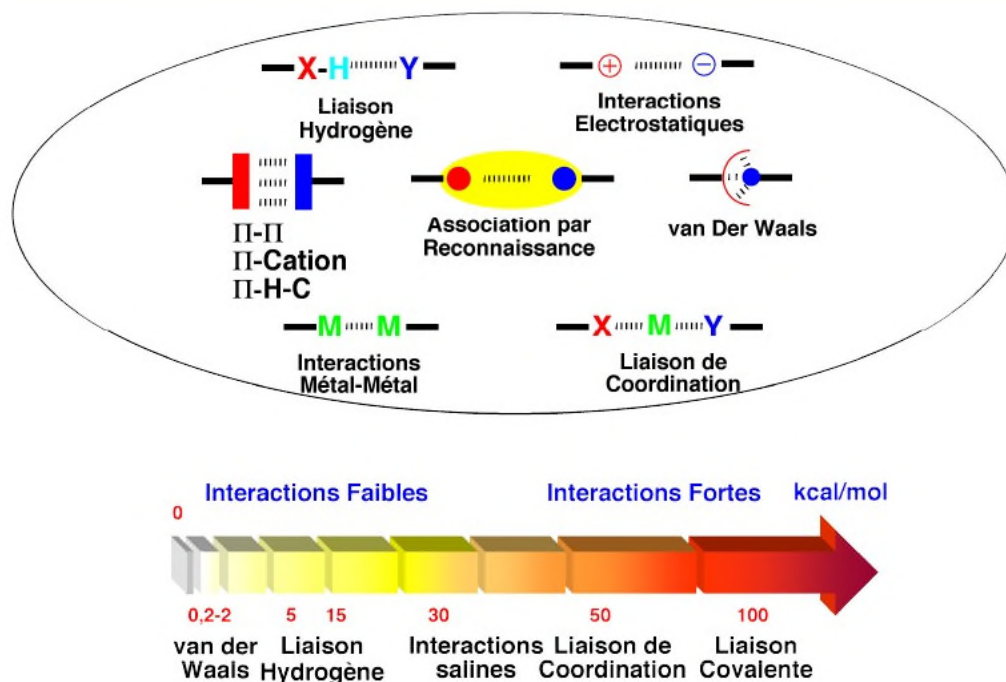 X-H Y
Liaison
Hydrogène
+ −
Interactions
Electrostatiques
Π-Π
Π-Cation
Π-H-C
Association par
Reconnaissance
van Der Waals
M M
Interactions
Métal-Métal
X M Y
Liaison de
Coordination
Interactions Faibles
Interactions Fortes
kcal/mol
0
0,2-2
5
15
30
50
100
van der
Waals
Liaison
Hydrogène
Interactions
salines
Liaison de
Coordination
Liaison
Covalente